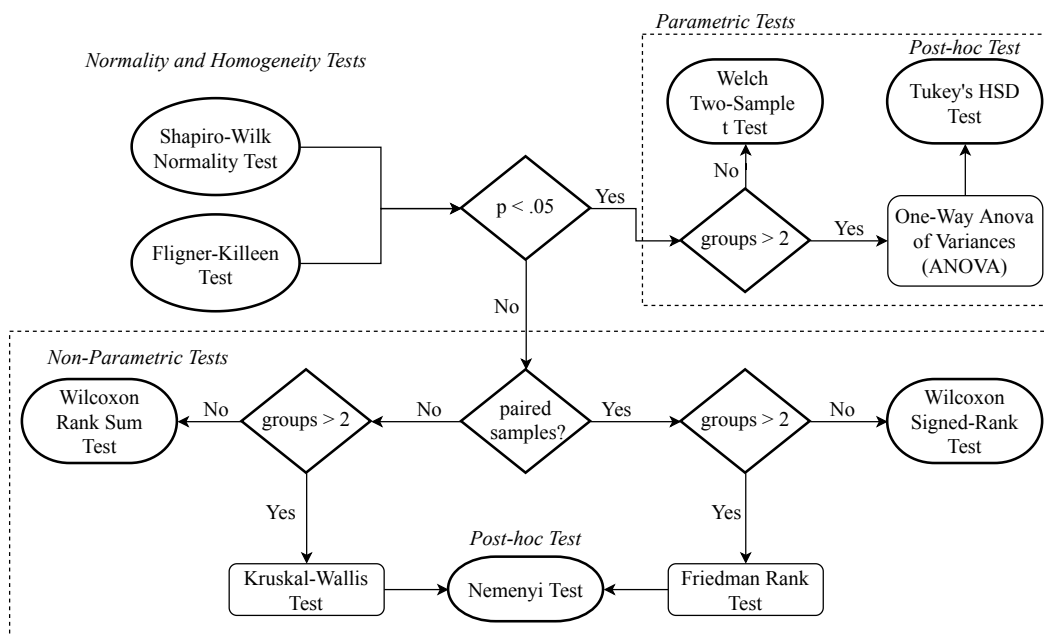 Parametric Tests
Normality and Homogeneity Tests
Post-hoc Test
Welch
Two-Sample
t Test
Tukey's HSD
Test
Shapiro-Wilk
Normality Test
No
p < .05
Yes
groups > 2
Yes
One-Way Anova
of Variances
(ANOVA)
Fligner-Killeen
Test
No
Non-Parametric Tests
Wilcoxon
Rank Sum
Test
No
groups > 2
No
paired
samples?
Yes
groups > 2
No
Wilcoxon
Signed-Rank
Test
Yes
Yes
Post-hoc Test
Kruskal-Wallis
Test
Nemenyi Test
Friedman Rank
Test